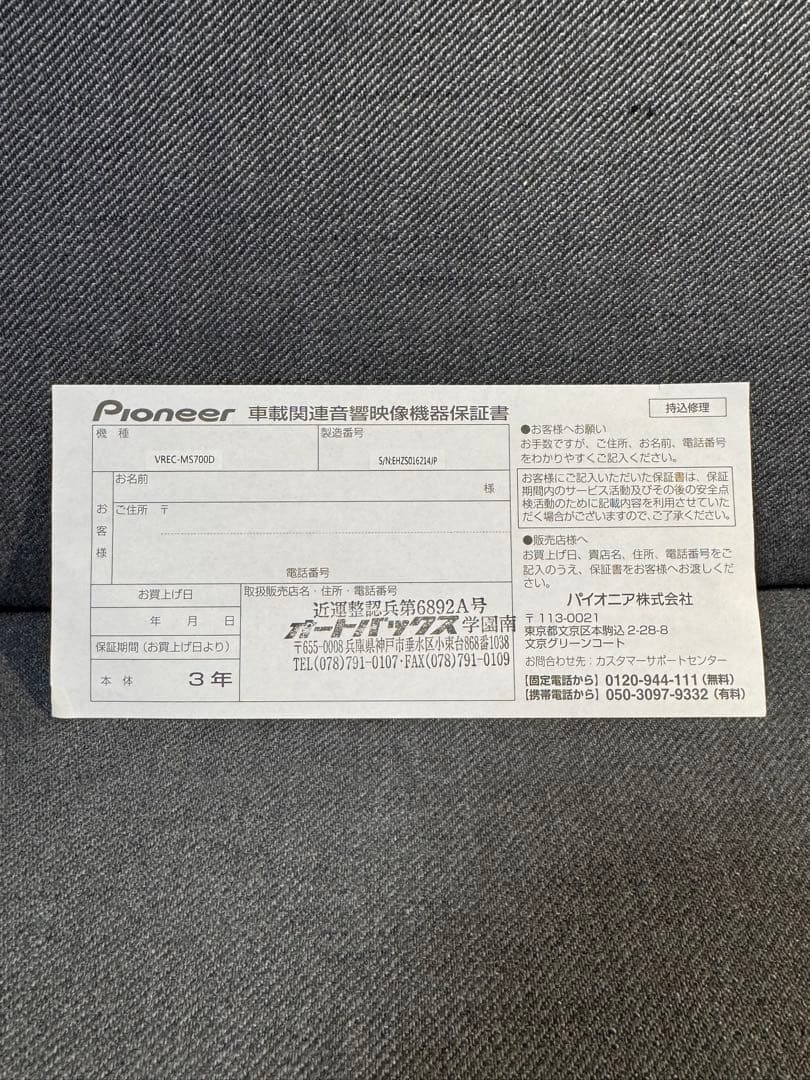 Pioneer 車載関連音響映像機器保証書
持込修理
機種
VREC-MS700D
製造番号
S/N:EHZS016214JP
お客様
お名前
様
ご住所 〒
電話番号
お買上げ日
年 月 日
保証期間(お買上げ日より)
本体 3年
取扱販売店名・住所・電話番号
近運整認兵第6892A号
オートバックス学園南
〒655-0008兵庫県神戸市垂水区小束台868番1038
TEL(078)791-0107・FAX(078)791-0109
●お客様へお願い
お手数ですが、ご住所、お名前、電話番号
をわかりやすくご記入ください。
お客様にご記入いただいた保証書は、保証
期間内のサービス活動及びその後の安全点
検活動のために記載内容を利用させていた
だく場合がございますので、ご了承ください。
●販売店様へ
お買上げ日、貴店名、住所、電話番号をご
記入のうえ、保証書をお客様へお渡しくだ
さい。
パイオニア株式会社
〒113-0021
東京都文京区本駒込2-28-8
文京グリーンコート
お問合わせ先:カスタマーサポートセンター
【固定電話から】0120-944-111(無料)
【携帯電話から】050-3097-9332(有料)